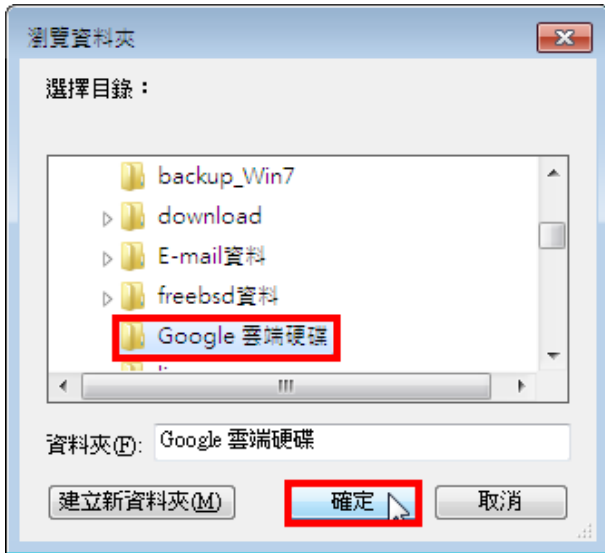 瀏覽資料夾
選擇目錄：
backup_Win7
download
E-mail資料
freebsd資料
Google 雲端硬碟
資料夾(F): Google 雲端硬碟
建立新資料夾(M) 確定 取消